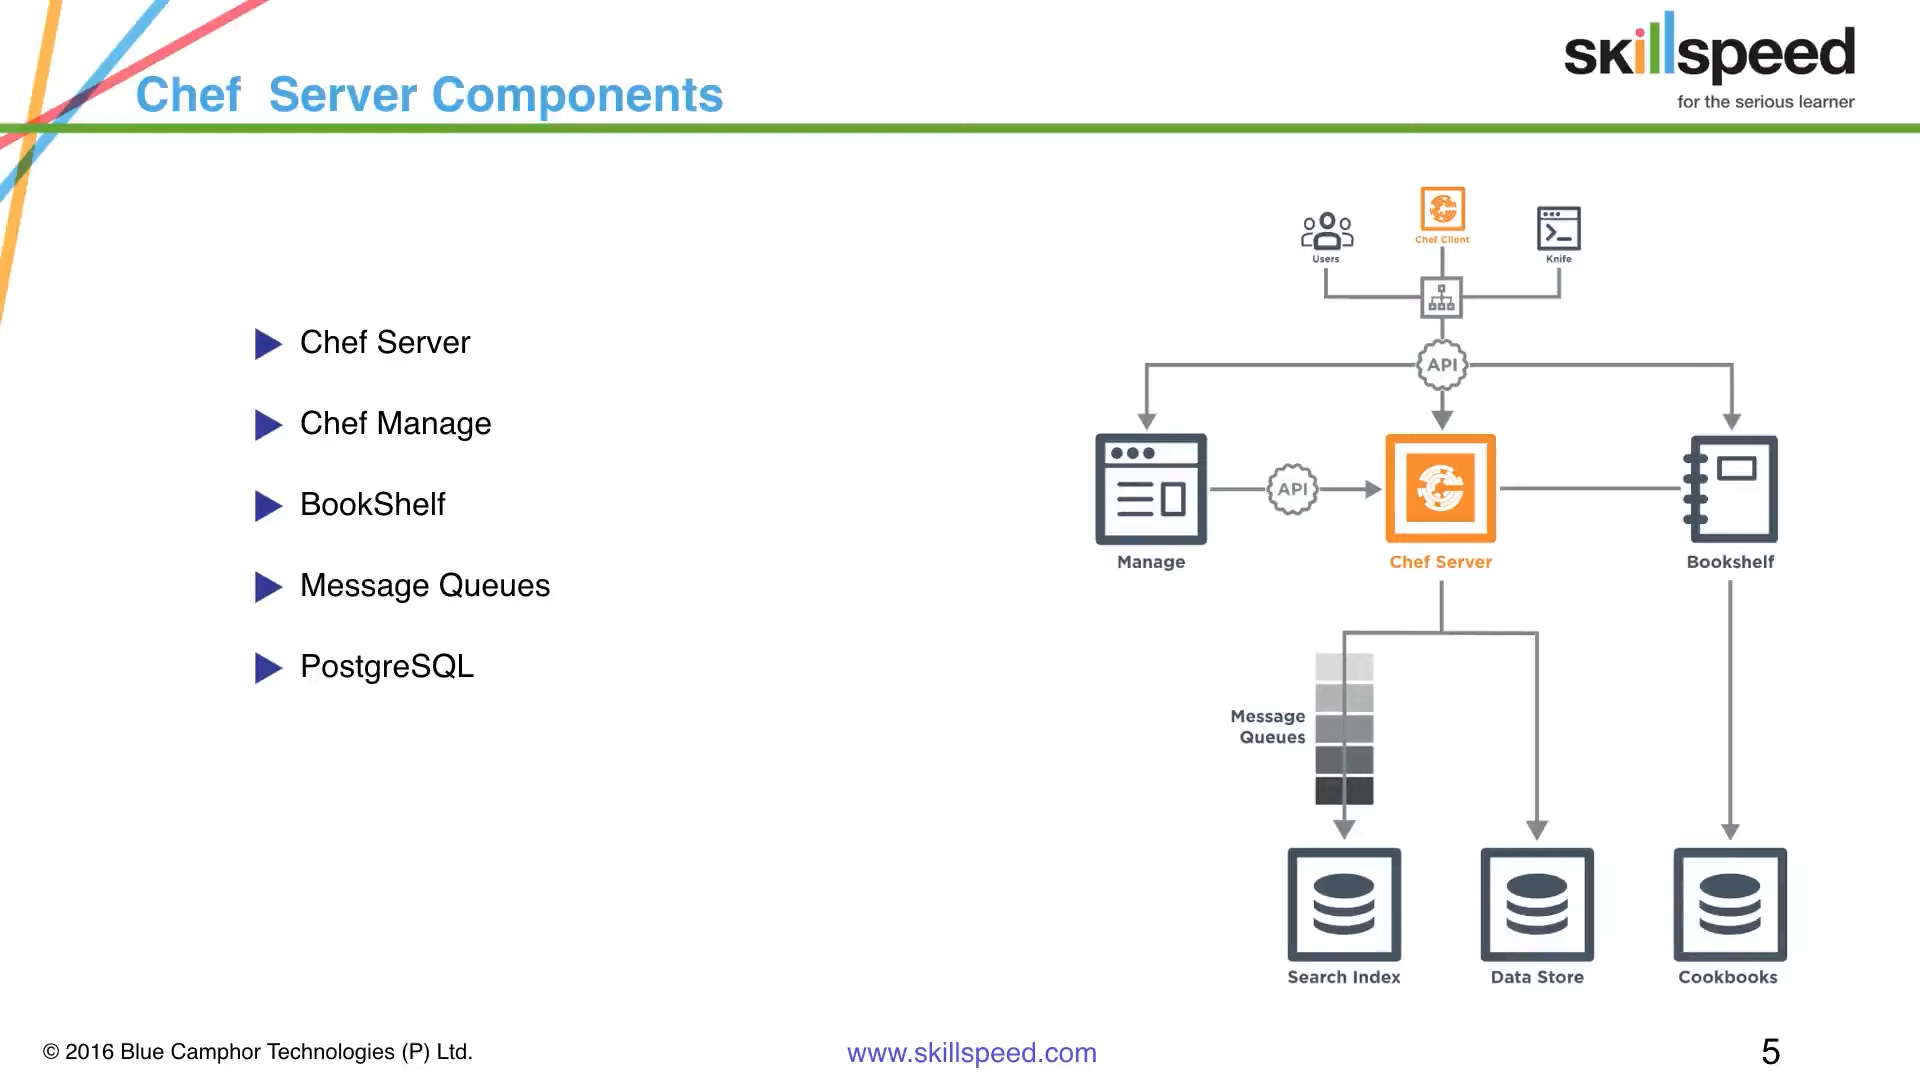 skillspeed
for the serious learner
Chef Server Components
Chef Server
Chef Manage
BookShelf
Message Queues
PostgreSQL
Chef Client
Users
Knife
API
API
Manage
Chef Server
Bookshelf
Message
Queues
Search Index
Data Store
Cookbooks
© 2016 Blue Camphor Technologies (P) Ltd.
www.skillspeed.com
5